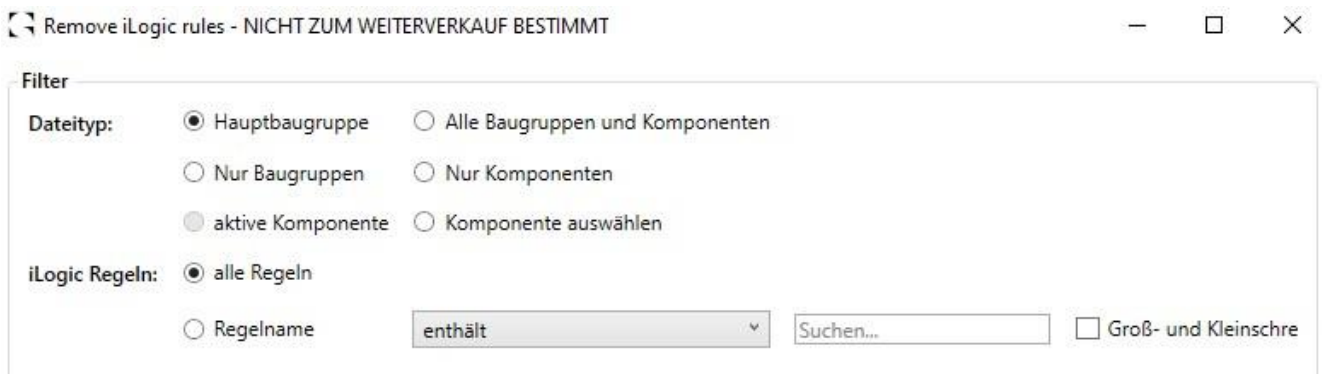 Remove iLogic rules - NICHT ZUM WEITERVERKAUF BESTIMMT
Filter
Dateityp: Hauptbaugruppe Alle Baugruppen und Komponenten
Nur Baugruppen Nur Komponenten
aktive Komponente Komponente auswählen
iLogic Regeln: alle Regeln
Regelname enthält Suchen... Groß- und Kleinschre